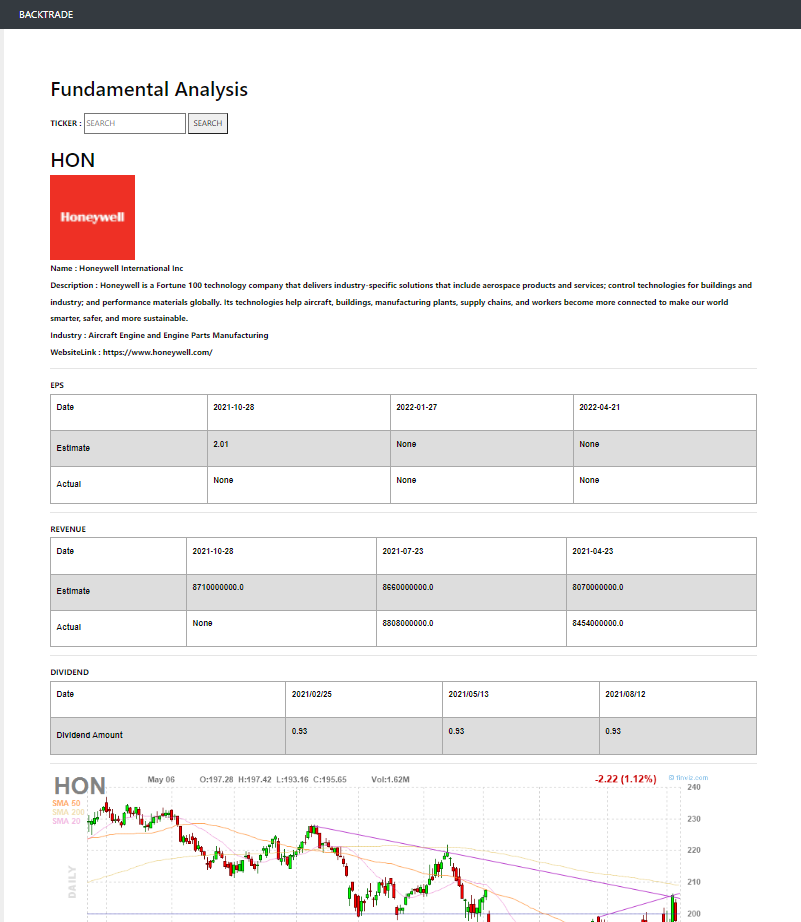 BACKTRADE
Fundamental Analysis
TICKER : SEARCH SEARCH
HON
Honeywell
Name : Honeywell International Inc
Description : Honeywell is a Fortune 100 technology company that delivers industry-specific solutions that include aerospace products and services; control technologies for buildings and
industry; and performance materials globally. Its technologies help aircraft, buildings, manufacturing plants, supply chains, and workers become more connected to make our world
smarter, safer, and more sustainable.
Industry : Aircraft Engine and Engine Parts Manufacturing
WebsiteLink : https://www.honeywell.com/
EPS
Date 2021-10-28 2022-01-27 2022-04-21
Estimate 2.01 None None
Actual None None None
REVENUE
Date 2021-10-28 2021-07-23 2021-04-23
Estimate 8710000000.0 8660000000.0 8070000000.0
Actual None 8808000000.0 8454000000.0
DIVIDEND
Date 2021/02/25 2021/05/13 2021/08/12
Dividend Amount 0.93 0.93 0.93
HON May 06 O:197.28 H:197.42 L:193.16 C:195.65 Vol:1.62M -2.22 (1.12%) © finviz.com
240
SMA 50
SMA 200
SMA 20
230
220
DAILY
210
200